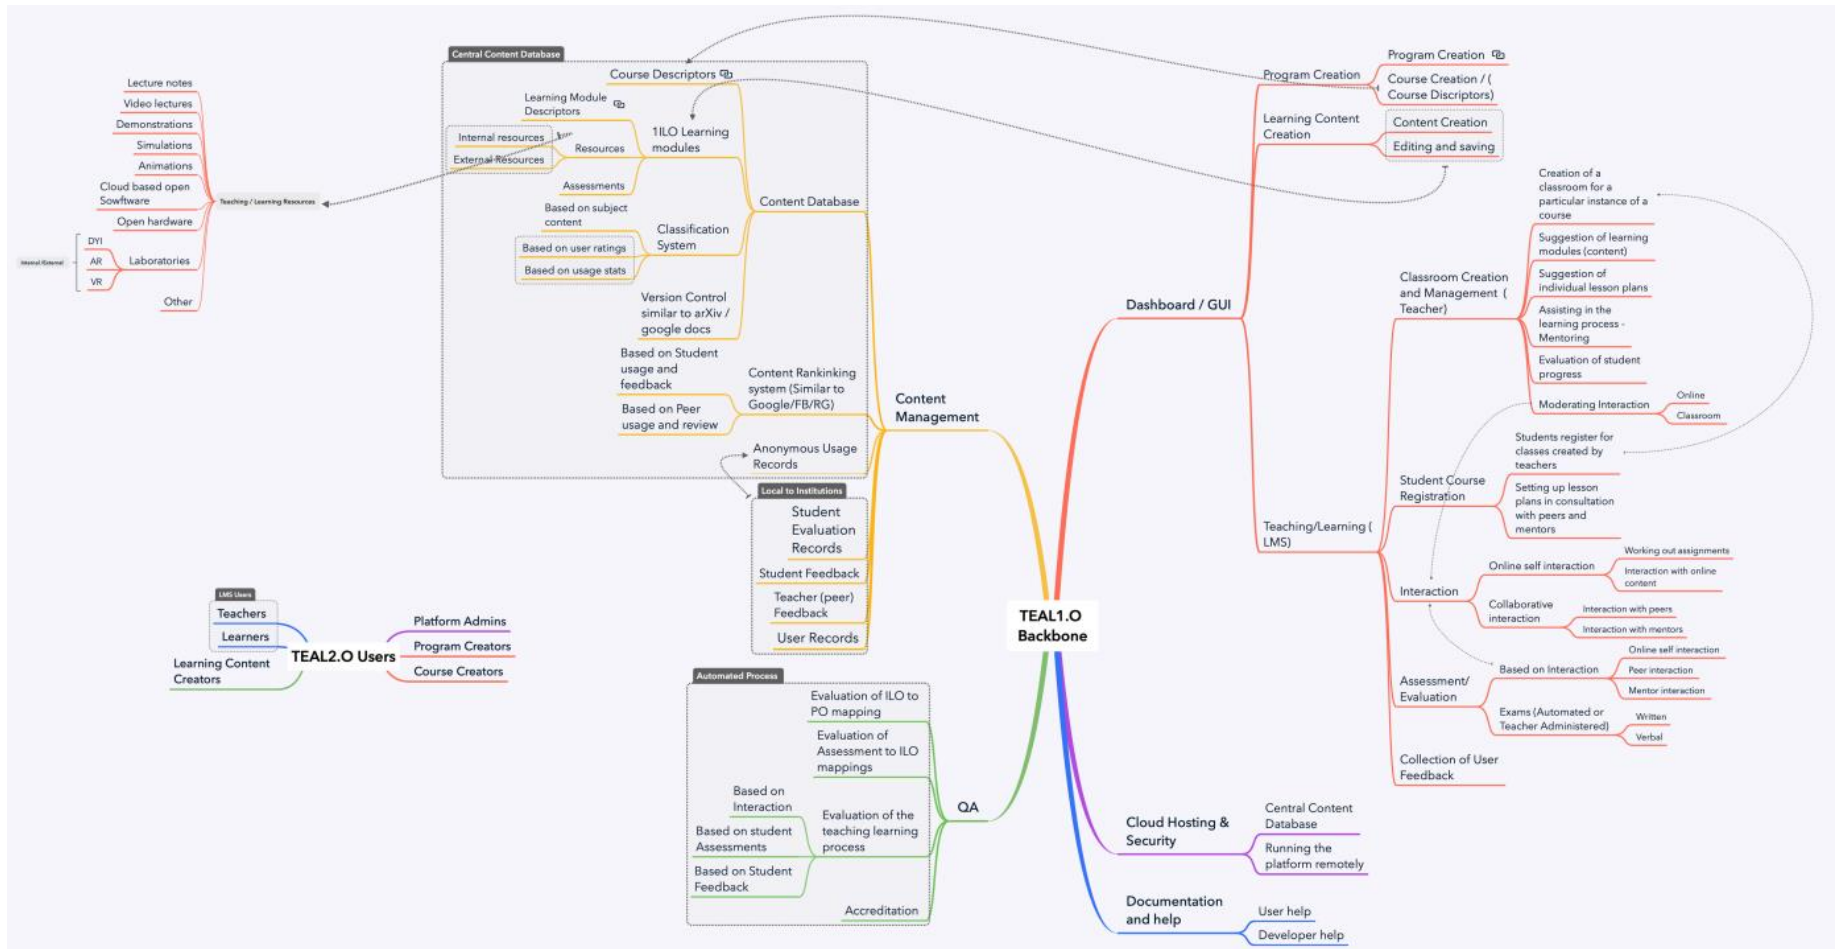 Central Content Database
Course Descriptors
Learning Module
Descriptors
1ILO Learning
modules
Internal resources
External Resources
Resources
Assessments
Content Database
Based on subject
content
Classification
System
Based on user ratings
Based on usage stats
Version Control
similar to arXiv /
google docs
Based on Student
usage and
feedback
Content Rankinking
system (Similar to
Google/FB/RG)
Based on Peer
usage and review
Anonymous Usage
Records
Content
Management
Local to Institutions
Student
Evaluation
Records
Student Feedback
Teacher (peer)
Feedback
User Records
Lecture notes
Video lectures
Demonstrations
Simulations
Animations
Cloud based open
Sowftware
Open hardware
Teaching / Learning Resources
Internal /External
DYI
AR
VR
Laboratories
Other
LMS Users
Teachers
Learners
Learning Content
Creators
TEAL2.O Users
Platform Admins
Program Creators
Course Creators
TEAL1.O
Backbone
Automated Process
Evaluation of ILO to
PO mapping
Evaluation of
Assessment to ILO
mappings
Based on
Interaction
Based on student
Assessments
Based on Student
Feedback
Evaluation of the
teaching learning
process
Accreditation
QA
Dashboard / GUI
Program Creation
Program Creation
Course Creation / (
Course Discriptors)
Learning Content
Creation
Content Creation
Editing and saving
Teaching/Learning (
LMS)
Classroom Creation
and Management (
Teacher)
Creation of a
classroom for a
particular instance of a
course
Suggestion of learning
modules (content)
Suggestion of
individual lesson plans
Assisting in the
learning process -
Mentoring
Evaluation of student
progress
Moderating Interaction
Online
Classroom
Student Course
Registration
Students register for
classes created by
teachers
Setting up lesson
plans in consultation
with peers and
mentors
Interaction
Online self interaction
Working out assignments
Interaction with online
content
Collaborative
interaction
Interaction with peers
Interaction with mentors
Assessment/
Evaluation
Based on Interaction
Online self interaction
Peer interaction
Mentor interaction
Exams (Automated or
Teacher Administered)
Written
Verbal
Collection of User
Feedback
Cloud Hosting &
Security
Central Content
Database
Running the
platform remotely
Documentation
and help
User help
Developer help